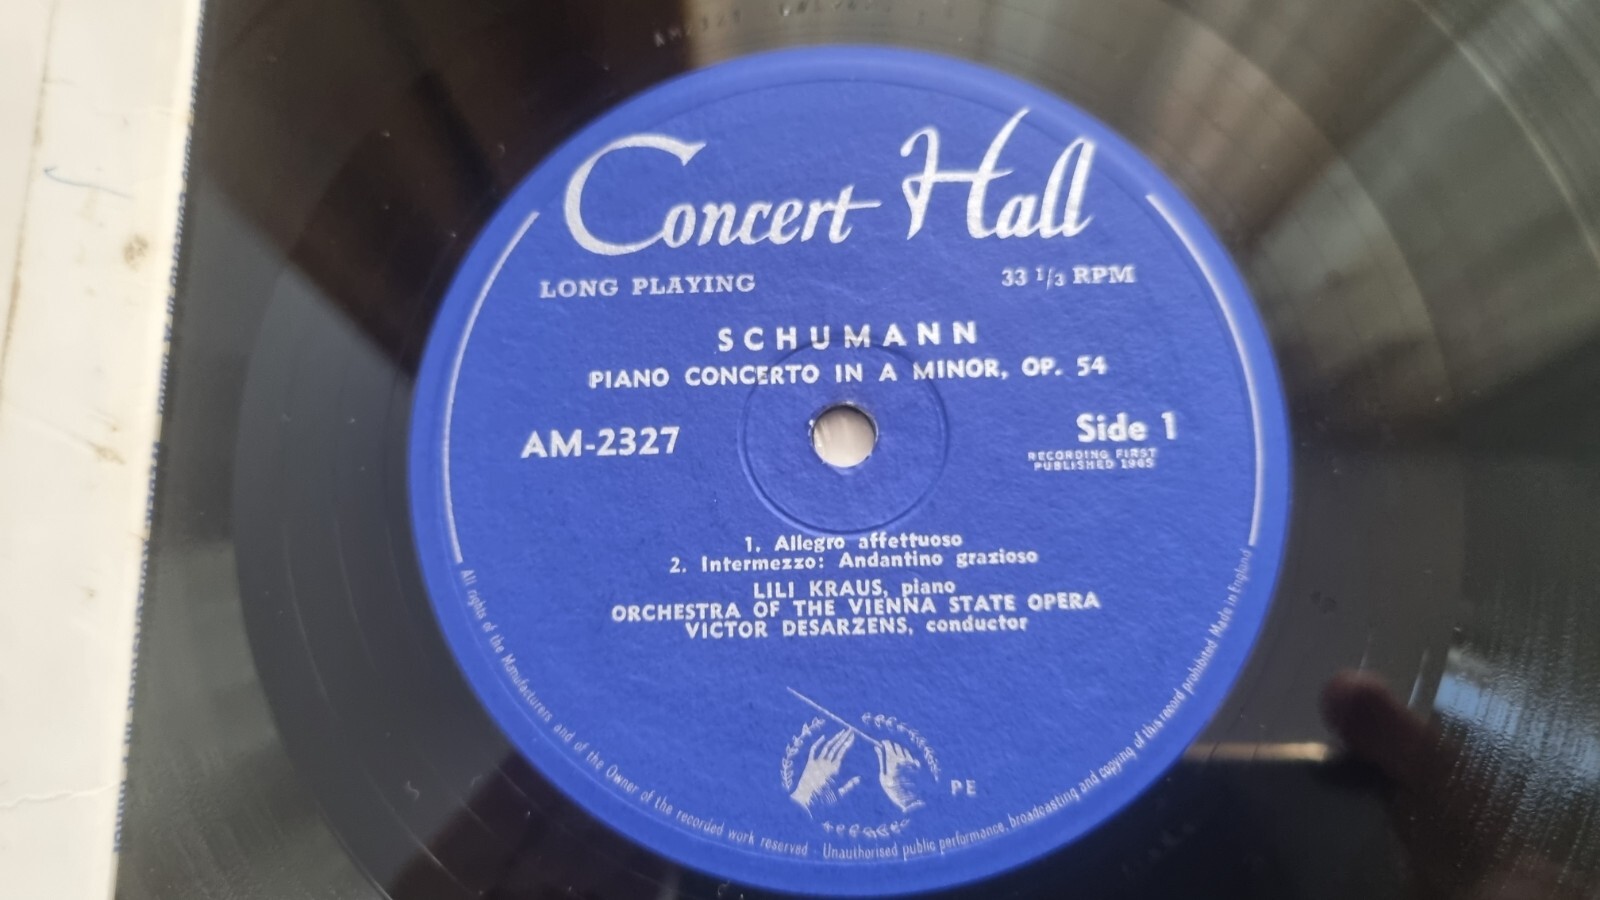 Concert Hall
LONG PLAYING
33 1/3 RPM
SCHUMANN
PIANO CONCERTO IN A MINOR, OP. 54
AM-2327
Side 1
RECORDING FIRST
PUBLISHED 1965
1. Allegro affettuoso
2. Intermezzo: Andantino grazioso
LILI KRAUS, piano
ORCHESTRA OF THE VIENNA STATE OPERA
VICTOR DESARZENS, conductor
PE
All rights of the Manufacturers and of the Owner of the recorded work reserved - Unauthorised public performance, broadcasting and copying of this record prohibited Made in England